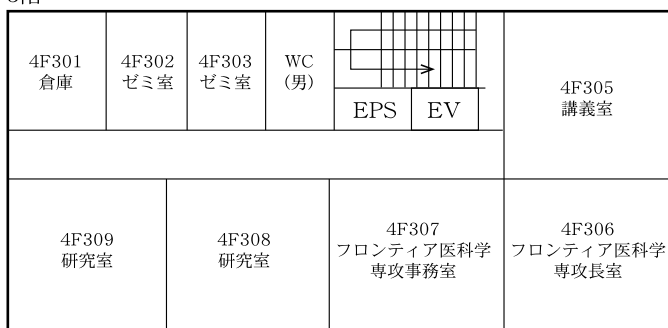 4F301
倉庫
4F302
ゼミ室
4F303
ゼミ室
WC
(男)
EPS
EV
4F305
講義室
4F309
研究室
4F308
研究室
4F307
フロンティア医科学
専攻事務室
4F306
フロンティア医科学
専攻長室